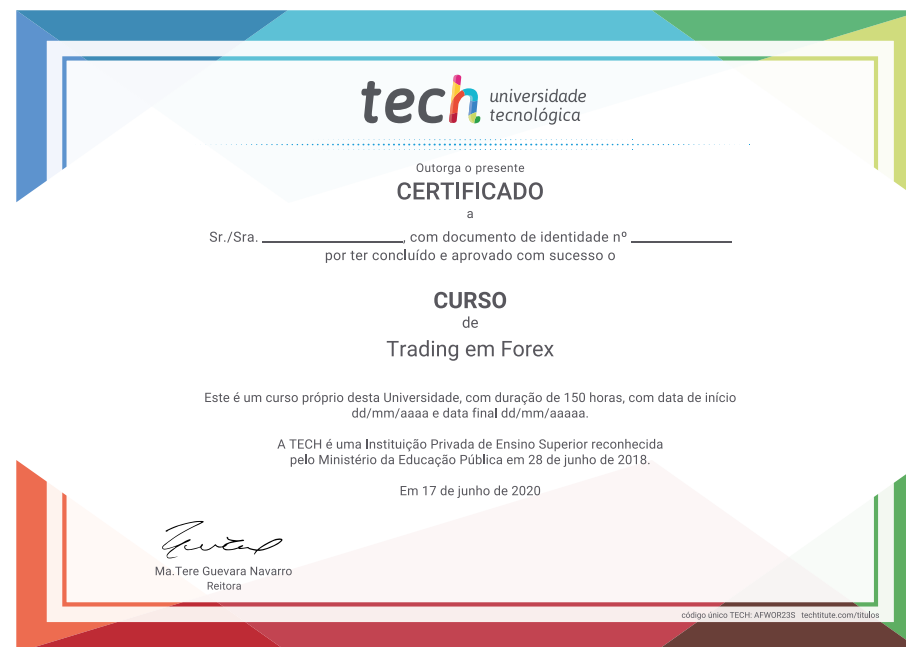 tech universidade
tecnológica
Outorga o presente
CERTIFICADO
a
Sr./Sra. ____________, com documento de identidade nº ____________
por ter concluído e aprovado com sucesso o
CURSO
de
Trading em Forex
Este é um curso próprio desta Universidade, com duração de 150 horas, com data de início
dd/mm/aaaa e data final dd/mm/aaaaa.
A TECH é uma Instituição Privada de Ensino Superior reconhecida
pelo Ministério da Educação Pública em 28 de junho de 2018.
Em 17 de junho de 2020
Ma.Tere Guevara Navarro
Reitora
código único TECH: AFWOR23S techtitute.com/titulos